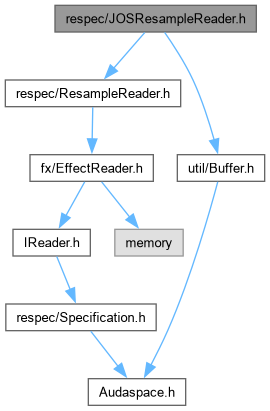 respec/JOSResampleReader.h
respec/ResampleReader.h
fx/EffectReader.h
util/Buffer.h
IReader.h
memory
respec/Specification.h
Audaspace.h